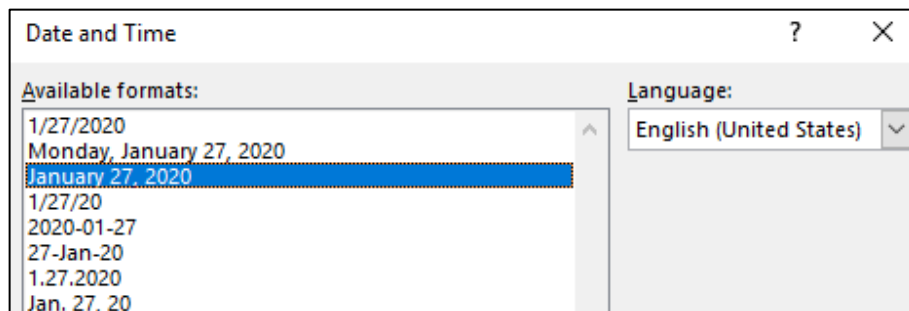 Date and Time
Available formats:
Language:
1/27/2020
English (United States)
Monday, January 27, 2020
January 27, 2020
1/27/20
2020-01-27
27-Jan-20
1.27.2020
Jan. 27, 20